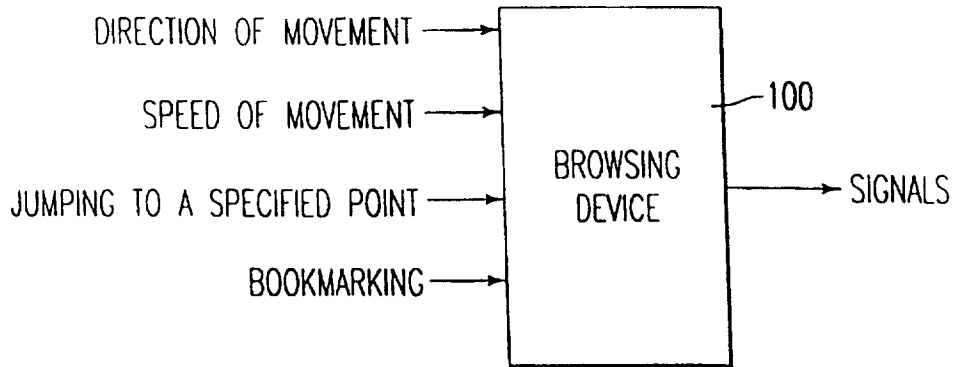 DIRECTION OF MOVEMENT
SPEED OF MOVEMENT
100
BROWSING
DEVICE
SIGNALS
JUMPING TO A SPECIFIED POINT
BOOKMARKING